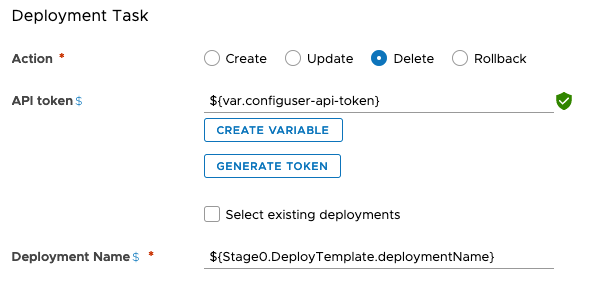 Deployment Task
Action * Create Update Delete Rollback
API token $ ${var.configuser-api-token}
CREATE VARIABLE
GENERATE TOKEN
Select existing deployments
Deployment Name $ * ${Stage0.DeployTemplate.deploymentName}